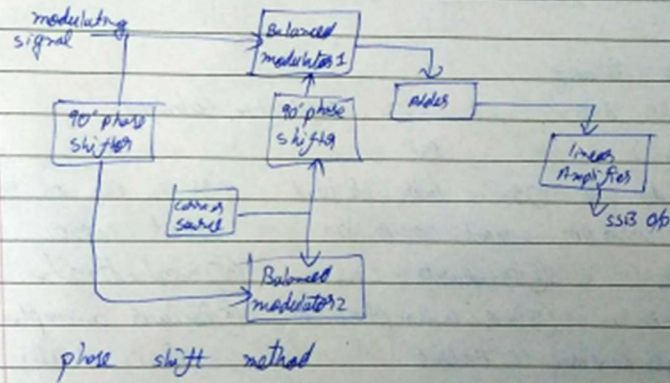 modulating
signal
Balanced
modulator 1
Adder
90° phase
shifter
90° phase
shifter
linear
Amplifier
SSB O/p
carrier
source
Balanced
modulator 2
phase shift method